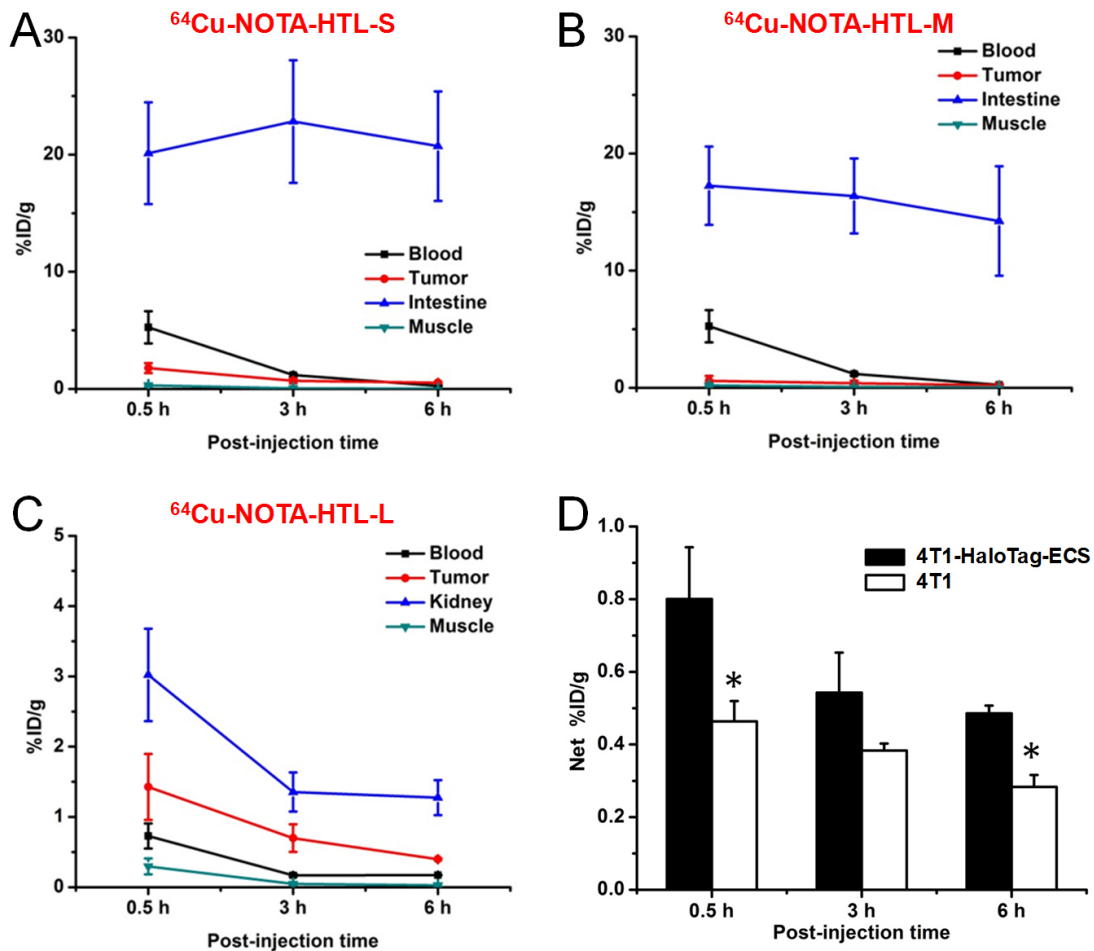 A
⁶⁴Cu-NOTA-HTL-S
30
20
10
0
%ID/g
Blood
Tumor
Intestine
Muscle
0.5 h
3 h
6 h
Post-injection time
B
⁶⁴Cu-NOTA-HTL-M
30
20
10
0
%ID/g
Blood
Tumor
Intestine
Muscle
0.5 h
3 h
6 h
Post-injection time
C
⁶⁴Cu-NOTA-HTL-L
5
4
3
2
1
0
%ID/g
Blood
Tumor
Kidney
Muscle
0.5 h
3 h
6 h
Post-injection time
D
1.0
0.8
0.6
0.4
0.2
0.0
Net %ID/g
4T1-HaloTag-ECS
4T1
*
*
0.5 h
3 h
6 h
Post-injection time